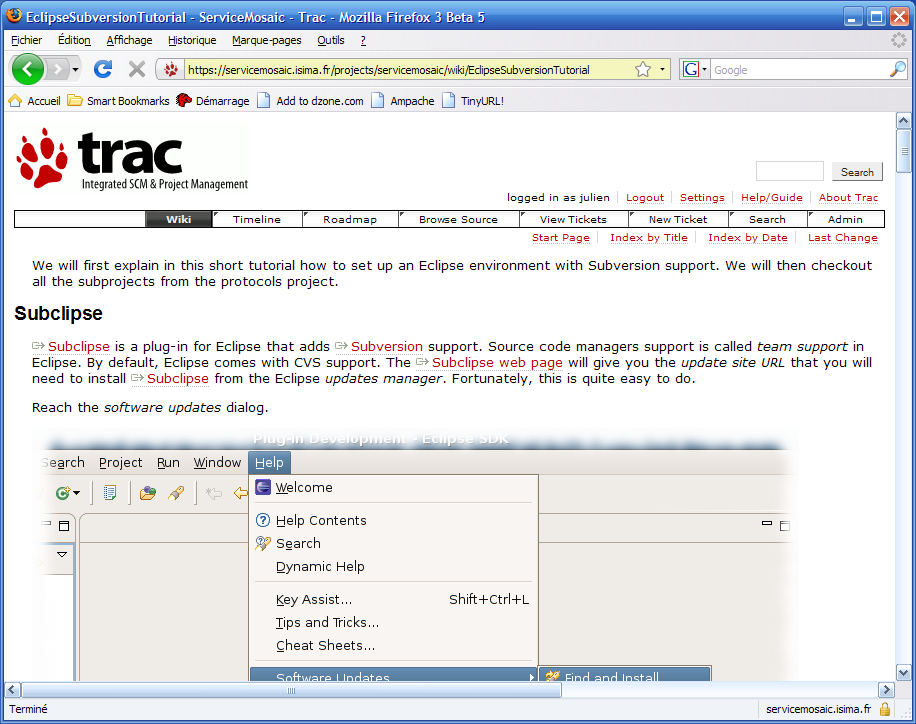 EclipseSubversionTutorial - ServiceMosaic - Trac - Mozilla Firefox 3 Beta 5
Fichier Édition Affichage Historique Marque-pages Outils ?
https://servicemosaic.isima.fr/projects/servicemosaic/wiki/EclipseSubversionTutorial
G Google
Accueil Smart Bookmarks Démarrage Add to dzone.com Ampache TinyURL!
trac
Integrated SCM & Project Management
Search
logged in as julien Logout Settings Help/Guide About Trac
Wiki Timeline Roadmap Browse Source View Tickets New Ticket Search Admin
Start Page Index by Title Index by Date Last Change
We will first explain in this short tutorial how to set up an Eclipse environment with Subversion support. We will then checkout
all the subprojects from the protocols project.
Subclipse
Subclipse is a plug-in for Eclipse that adds Subversion support. Source code managers support is called team support in
Eclipse. By default, Eclipse comes with CVS support. The Subclipse web page will give you the update site URL that you will
need to install Subclipse from the Eclipse updates manager. Fortunately, this is quite easy to do.
Reach the software updates dialog.
Plug-in Development - Eclipse SDK
Search Project Run Window Help
Welcome
Help Contents
Search
Dynamic Help
Key Assist... Shift+Ctrl+L
Tips and Tricks...
Cheat Sheets...
Software Updates Find and Install
Terminé servicemosaic.isima.fr